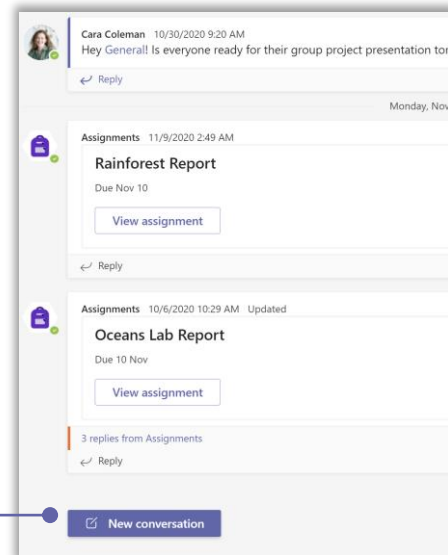 Cara Coleman 10/30/2020 9:20 AM
Hey General! Is everyone ready for their group project presentation
Reply
Monday,
Assignments 11/9/2020 2:49 AM
Rainforest Report
Due Nov 10
View assignment
Reply
Assignments 10/6/2020 10:29 AM Updated
Oceans Lab Report
Due 10 Nov
View assignment
3 replies from Assignments
Reply
New conversation